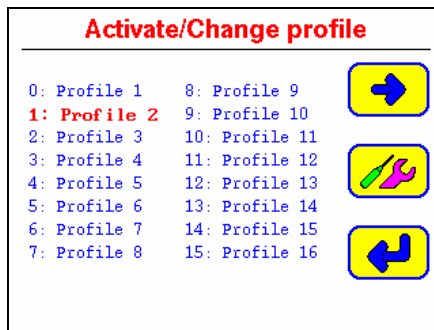 Activate/Change profile
0: Profile 1
1: Profile 2
2: Profile 3
3: Profile 4
4: Profile 5
5: Profile 6
6: Profile 7
7: Profile 8
8: Profile 9
9: Profile 10
10: Profile 11
11: Profile 12
12: Profile 13
13: Profile 14
14: Profile 15
15: Profile 16